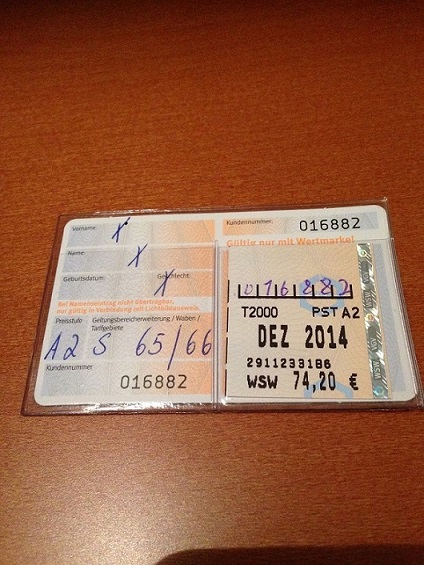 Vorname:
X
Name:
X
Geburtsdatum:
Geschlecht:
X
Bei Namenseintrag nicht übertragbar,
nur gültig in Verbindung mit Lichtbildausweis.
Preisstufe
Geltungsbereicherweiterung / Waben /
Tarifgebiete
A2 S 65/66
Kundennummer
016882
Kundennummer:
016882
Gültig nur mit Wertmarke!
016882
T2000 PST A2
DEZ 2014
2911233186
WSW 74,20 €
WSW